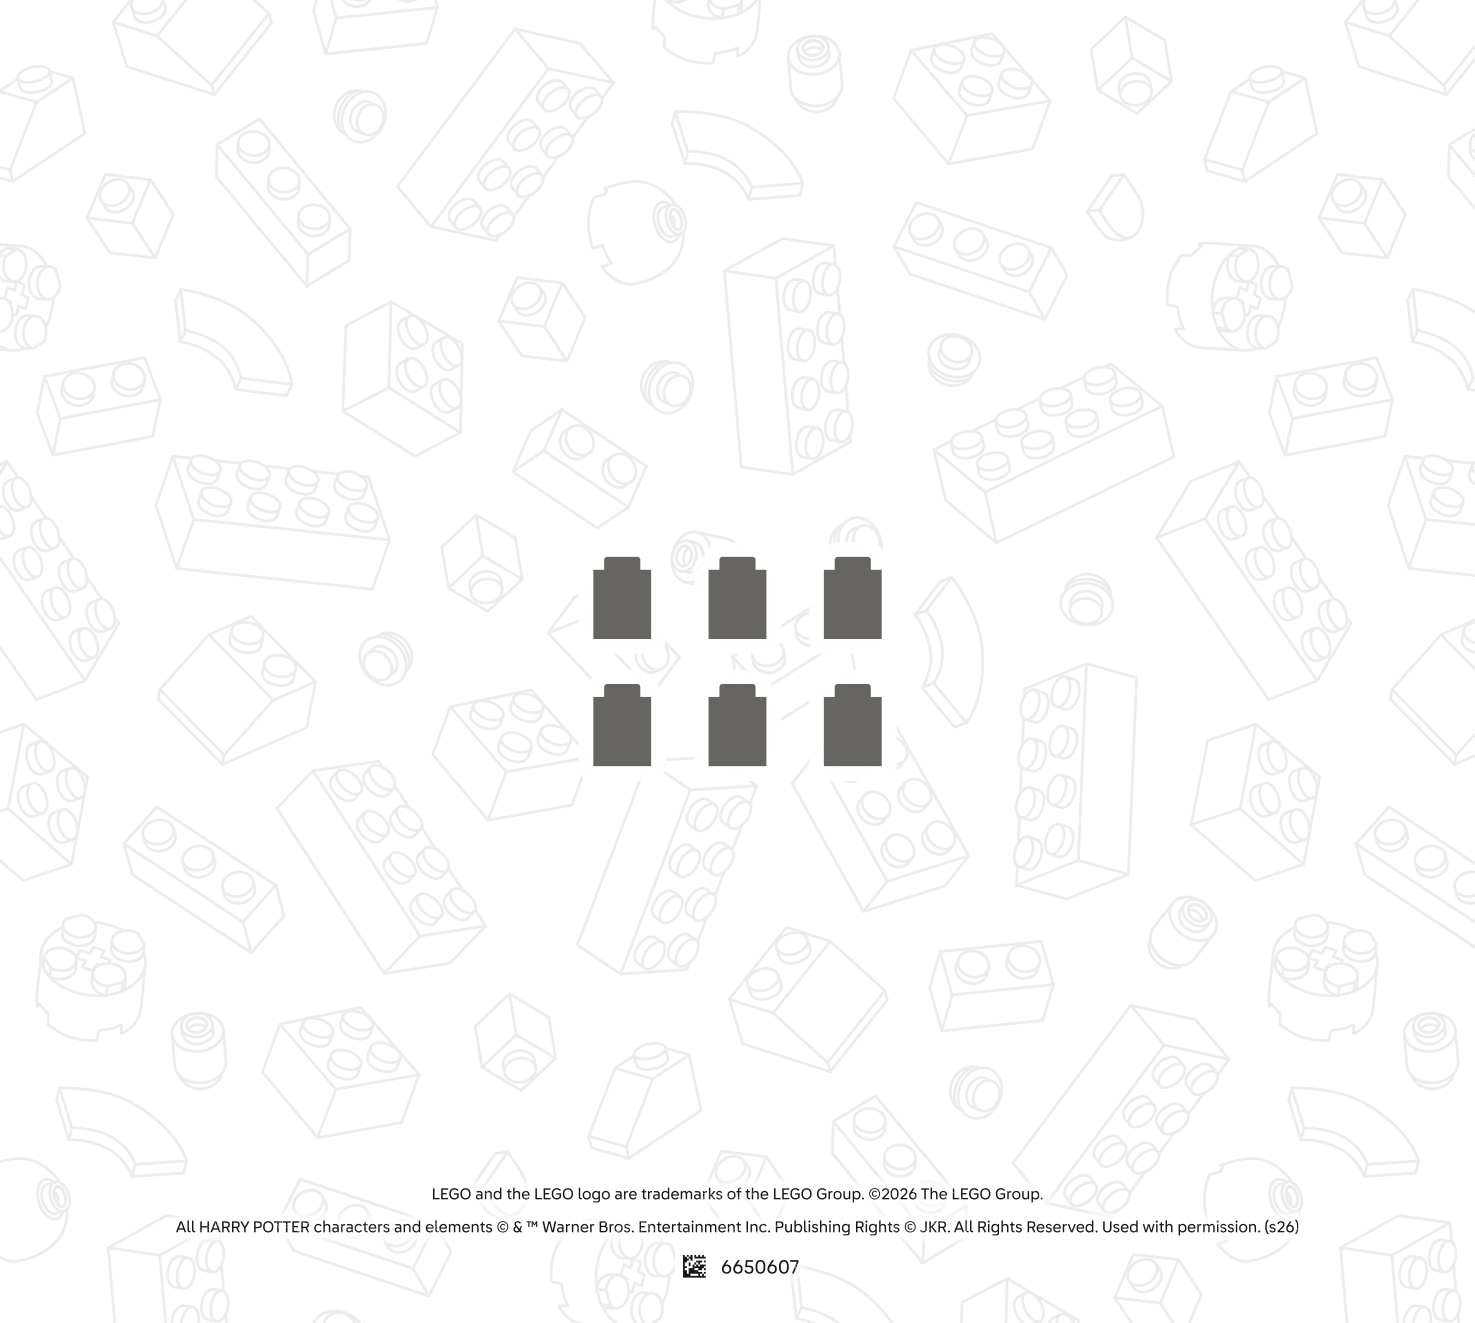 LEGO and the LEGO logo are trademarks of the LEGO Group. ©2026 The LEGO Group.
All HARRY POTTER characters and elements © & ™ Warner Bros. Entertainment Inc. Publishing Rights © JKR. All Rights Reserved. Used with permission. (s26)
6650607